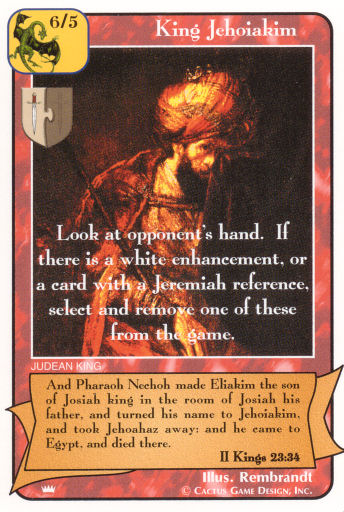 6/5
King Jehoiakim
Look at opponent's hand. If
there is a white enhancement, or
a card with a Jeremiah reference,
select and remove one of these
from the game.
JUDEAN KING
And Pharaoh Nechoh made Eliakim the son
of Josiah king in the room of Josiah his
father, and turned his name to Jehoiakim,
and took Jehoahaz away: and he came to
Egypt, and died there.
II Kings 23:34
Illus. Rembrandt
© Cactus Game Design, Inc.